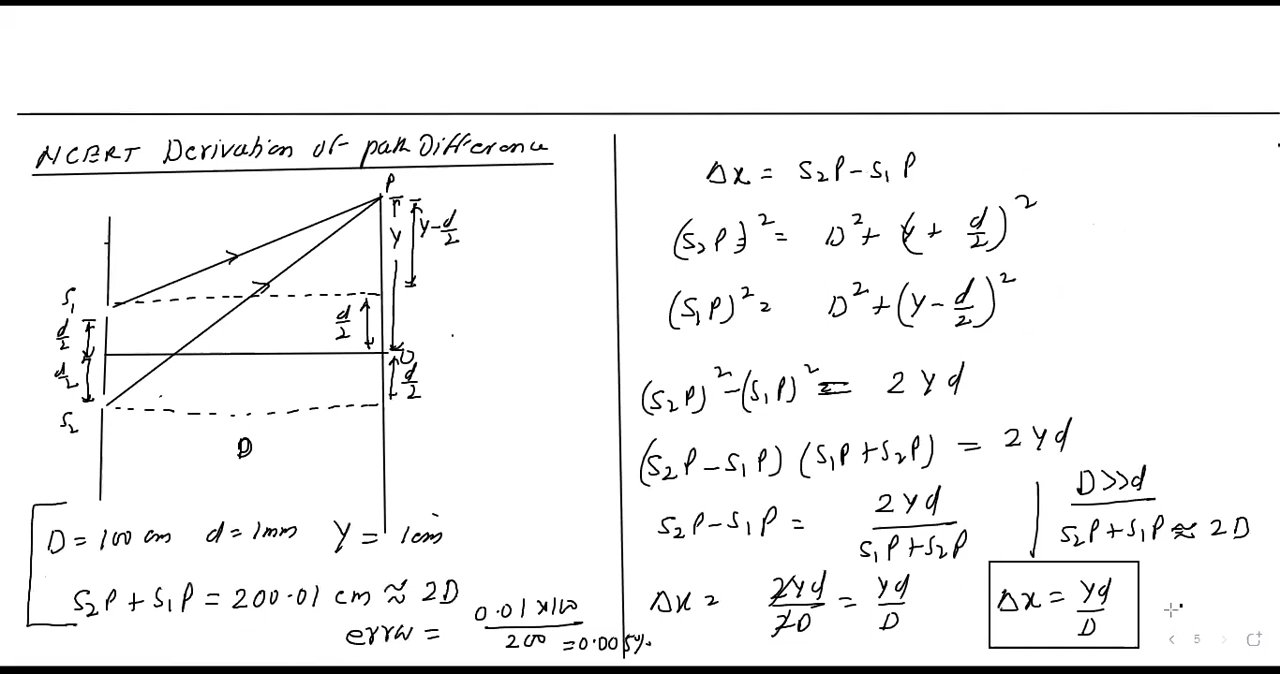 NCERT Derivation of path Difference
P
Y
Y-d/2
S₁
d/2
d/2
d/2
O
d/2
S₂
D
D = 100 cm d = 1mm Y = 1cm
S₂P + S₁P = 200.01 cm ≈ 2D
error = 0.01×100/200 = 0.005%
Δx = S₂P - S₁P
(S₂P)² = D² + (Y + d/2)²
(S₁P)² = D² + (Y - d/2)²
(S₂P)² - (S₁P)² = 2Yd
(S₂P - S₁P) (S₁P + S₂P) = 2Yd
S₂P - S₁P = 2Yd/S₁P + S₂P
D>>d
S₂P + S₁P ≈ 2D
Δx = 2Yd/2D = Yd/D
Δx = Yd/D
5